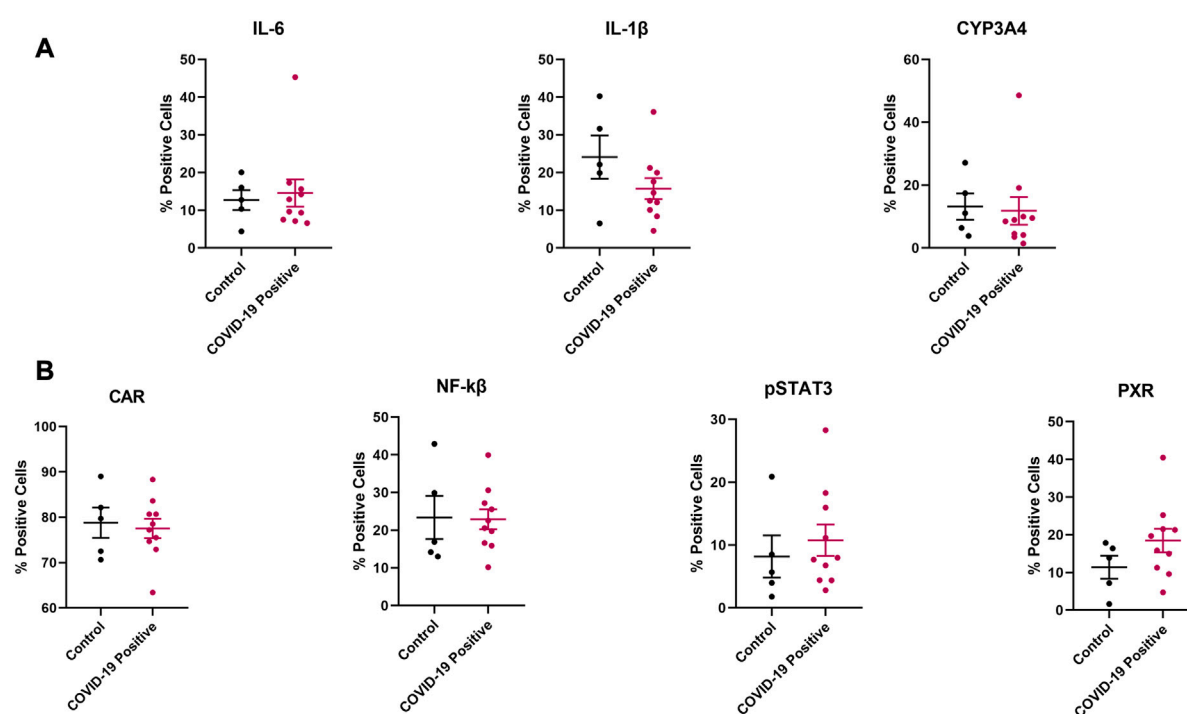 A
IL-6
% Positive Cells
50
40
30
20
10
0
Control
COVID-19 Positive
IL-1β
% Positive Cells
50
40
30
20
10
0
Control
COVID-19 Positive
CYP3A4
% Positive Cells
60
40
20
0
Control
COVID-19 Positive
B
CAR
% Positive Cells
100
90
80
70
60
Control
COVID-19 Positive
NF-kβ
% Positive Cells
50
40
30
20
10
0
Control
COVID-19 Positive
pSTAT3
% Positive Cells
30
20
10
0
Control
COVID-19 Positive
PXR
% Positive Cells
50
40
30
20
10
0
Control
COVID-19 Positive